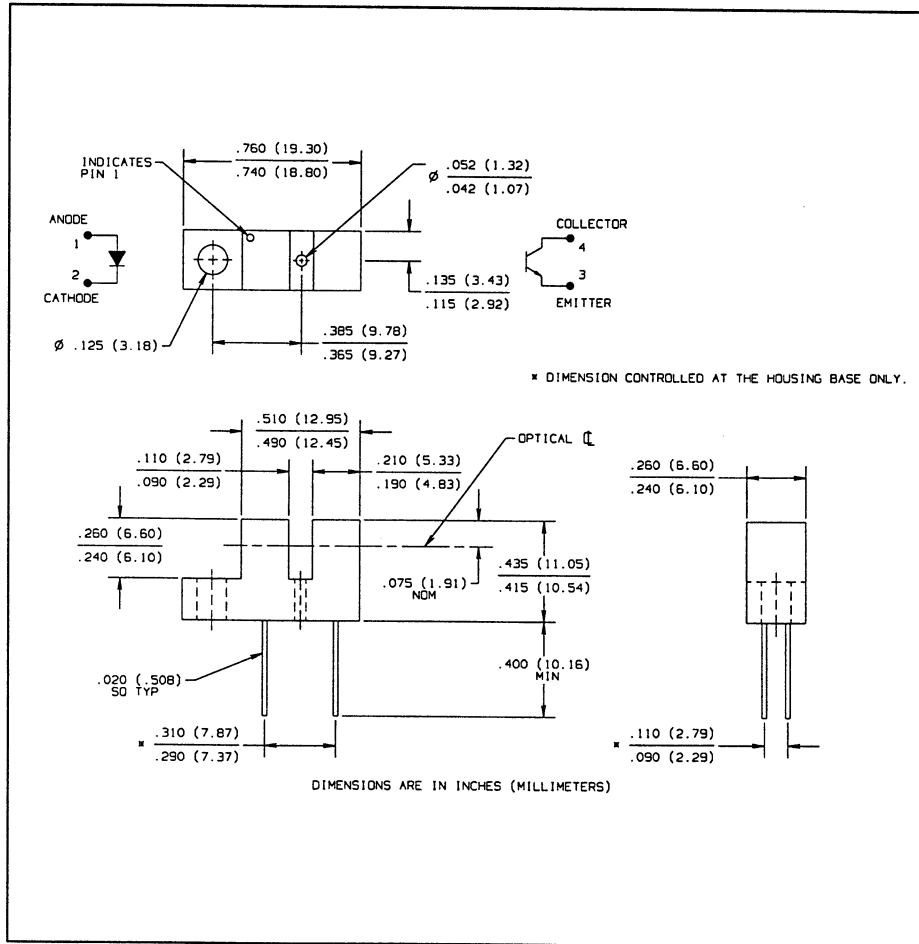 .760 (19.30)
.740 (18.80)
INDICATES
PIN 1
Ø .052 (1.32)
.042 (1.07)
ANODE
1
2
CATHODE
COLLECTOR
4
3
EMITTER
.135 (3.43)
.115 (2.92)
Ø .125 (3.18)
.385 (9.78)
.365 (9.27)
* DIMENSION CONTROLLED AT THE HOUSING BASE ONLY.
.510 (12.95)
.490 (12.45)
OPTICAL ℄
.110 (2.79)
.090 (2.29)
.210 (5.33)
.190 (4.83)
.260 (6.60)
.240 (6.10)
.260 (6.60)
.240 (6.10)
.075 (1.91)
NOM
.435 (11.05)
.415 (10.54)
.400 (10.16)
MIN
.020 (.508)
SQ TYP
* .310 (7.87)
.290 (7.37)
* .110 (2.79)
.090 (2.29)
DIMENSIONS ARE IN INCHES (MILLIMETERS)